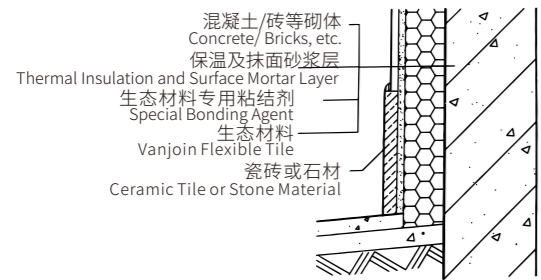 混凝土/砖等砌体
Concrete/Bricks, etc.
保温及抹面砂浆层
Thermal Insulation and Surface Mortar Layer
生态材料专用粘结剂
Special Bonding Agent
生态材料
Vanjoin Flexible Tile
瓷砖或石材
Ceramic Tile or Stone Material